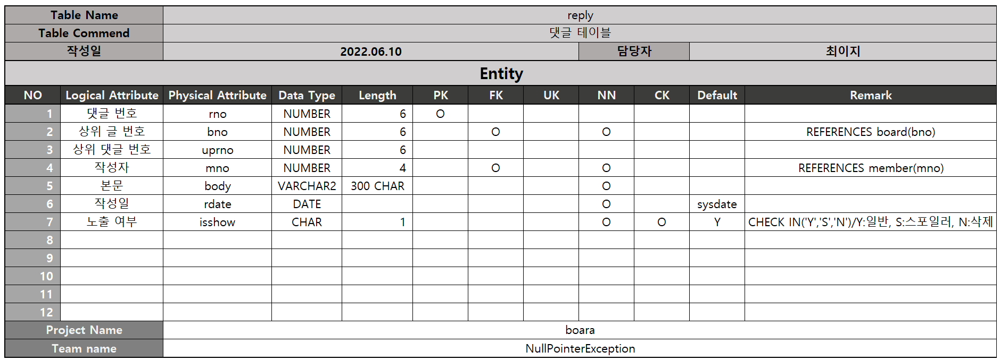 Table Name reply
Table Commend 댓글 테이블
작성일 2022.06.10 담당자 최이지
Entity
NO Logical Attribute Physical Attribute Data Type Length PK FK UK NN CK Default Remark
1 댓글 번호 rno NUMBER 6 O
2 상위 글 번호 bno NUMBER 6 O O REFERENCES board(bno)
3 상위 댓글 번호 uprno NUMBER 6
4 작성자 mno NUMBER 4 O O REFERENCES member(mno)
5 본문 body VARCHAR2 300 CHAR O
6 작성일 rdate DATE O sysdate
7 노출 여부 isshow CHAR 1 O O Y CHECK IN('Y','S','N')/Y:일반, S:스포일러, N:삭제
8
9
10
11
12
Project Name boara
Team name NullPointerException